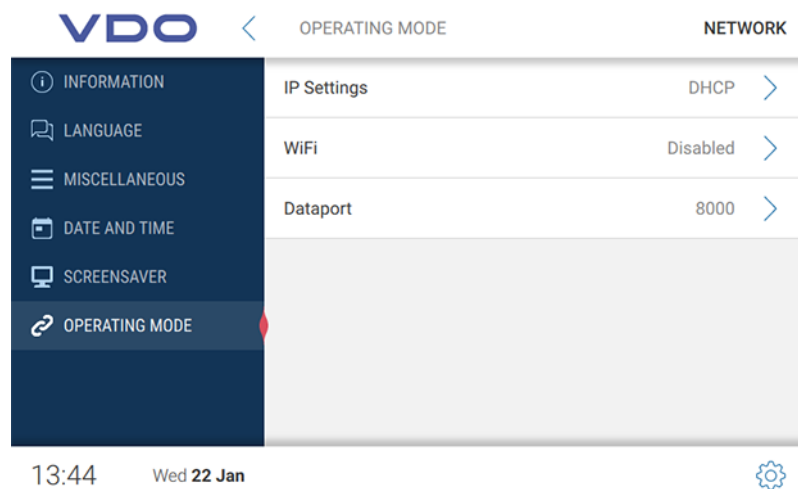 VDO OPERATING MODE NETWORK
INFORMATION
LANGUAGE
MISCELLANEOUS
DATE AND TIME
SCREENSAVER
OPERATING MODE
IP Settings DHCP
WiFi Disabled
Dataport 8000
13:44 Wed 22 Jan